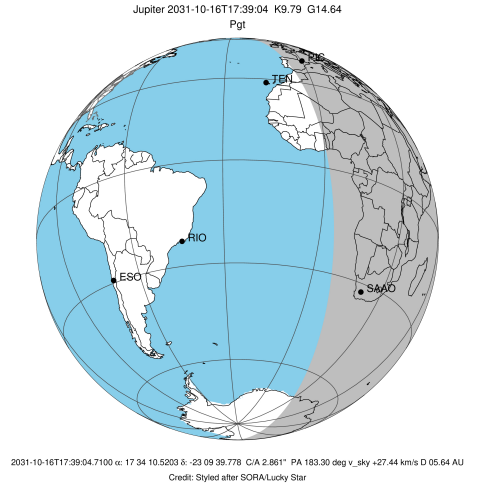 Jupiter 2031-10-16T17:39:04 K9.79 G14.64
Pgt
PIC
TEN
RIO
ESO
SAAO
2031-10-16T17:39:04.7100 α: 17 34 10.5203 δ: -23 09 39.778 C/A 2.861" PA 183.30 deg v_sky +27.44 km/s D 05.64 AU
Credit: Styled after SORA/Lucky Star